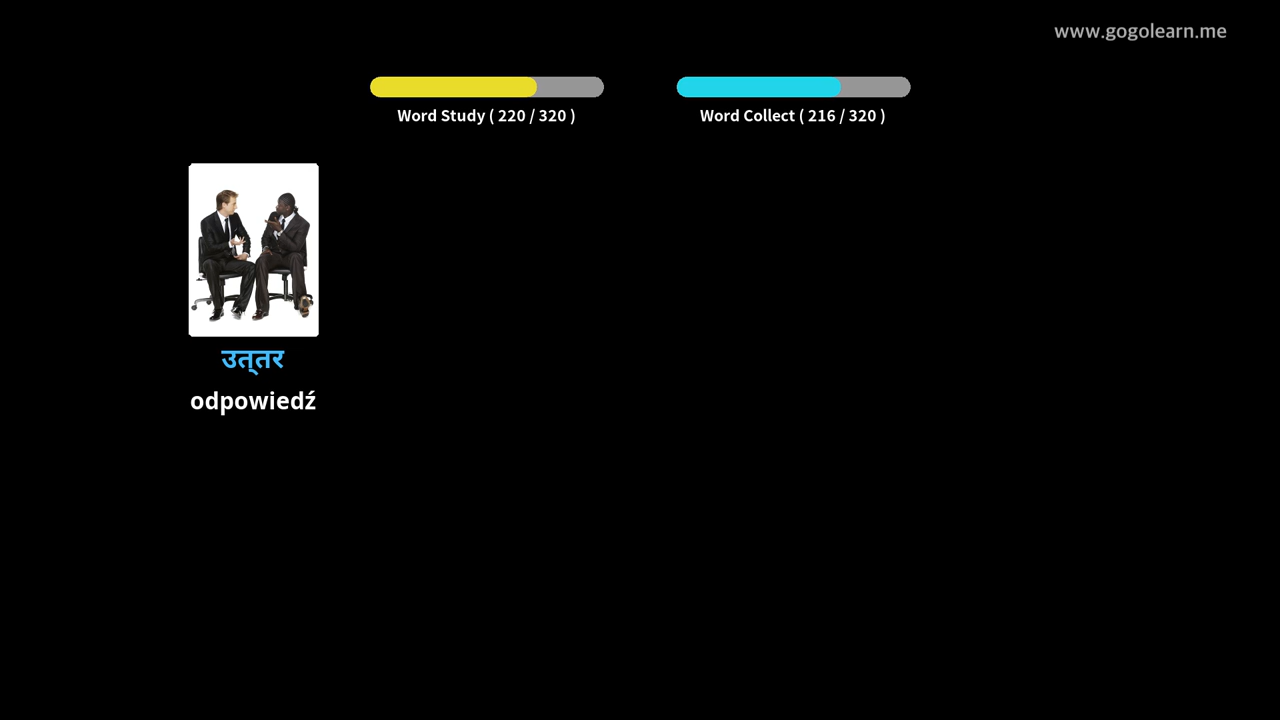 www.gogolearn.me
Word Study ( 220 / 320 )
Word Collect ( 216 / 320 )
उत्‌तर
odpowiedź